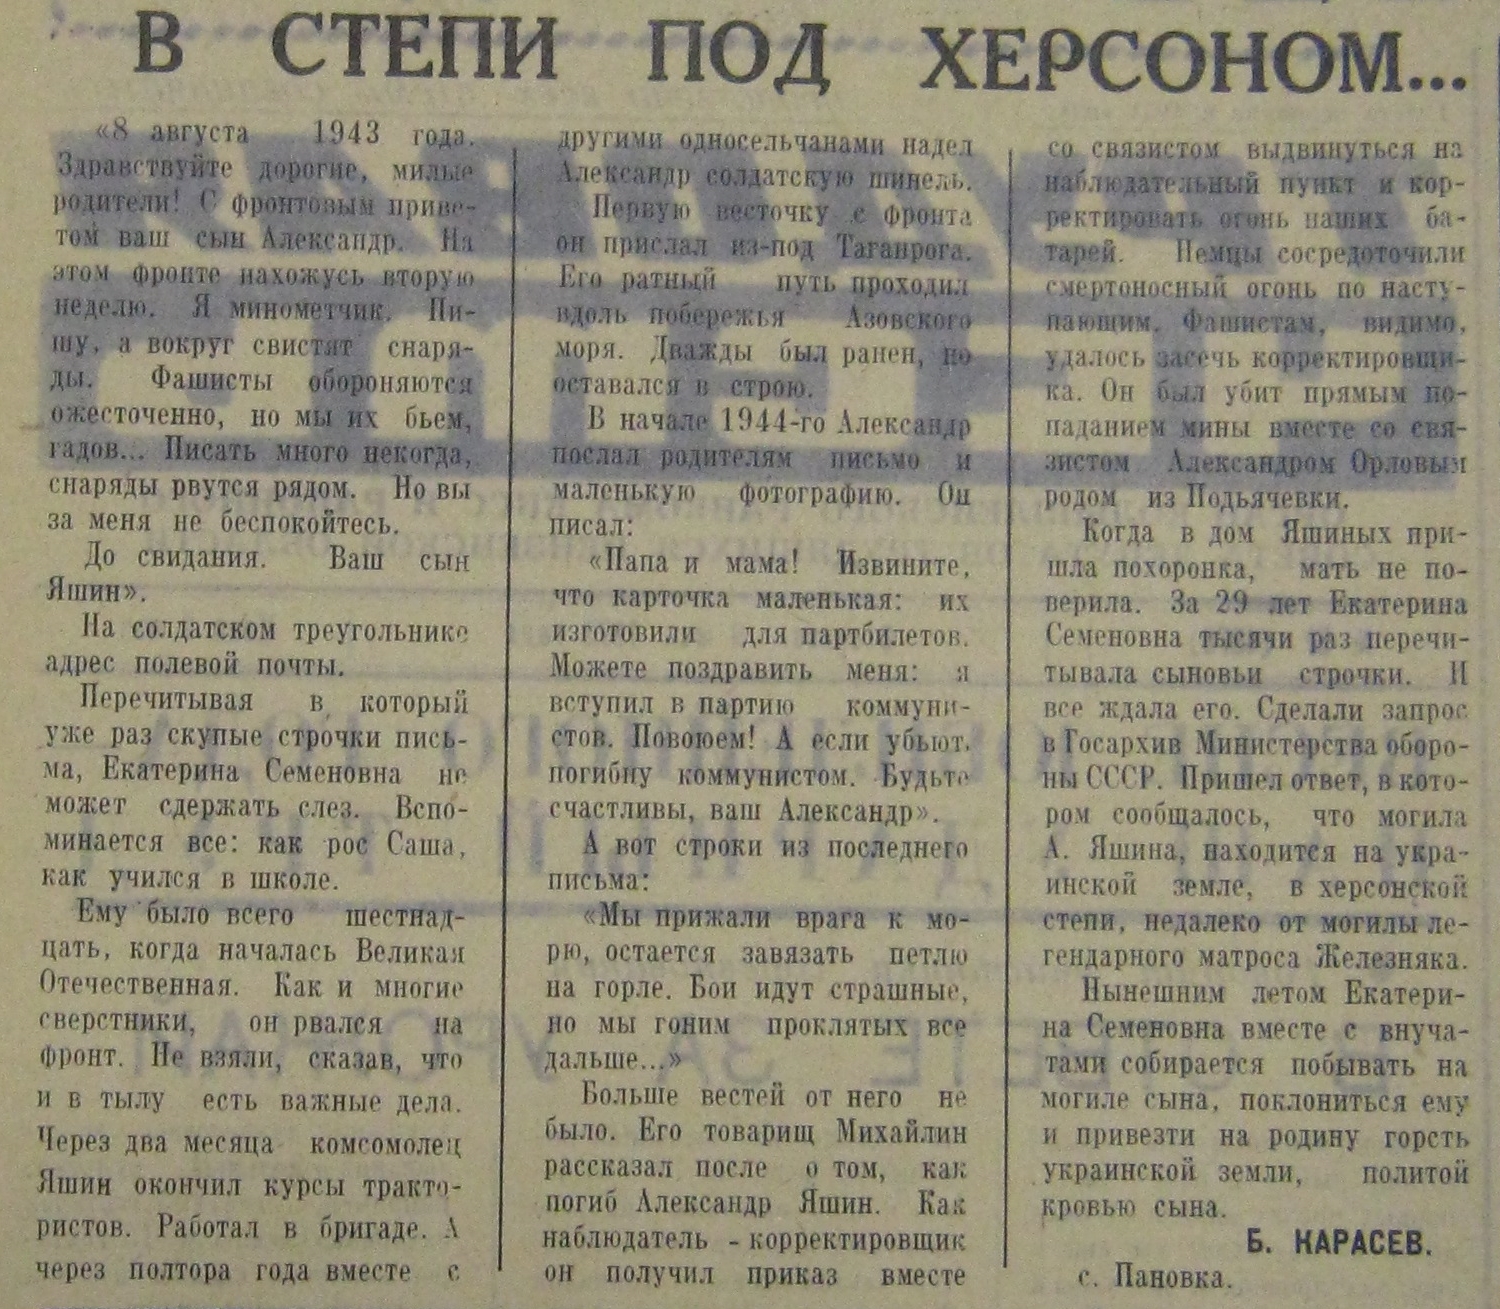 В СТЕПИ ПОД ХЕРСОНОМ...
«8 августа 1943 года.
Здравствуйте дорогие, милые
родители! С фронтовым приве-
том ваш сын Александр. На
этом фронте нахожусь вторую
неделю. Я минометчик. Пи-
шу, а вокруг свистят снаря-
ды. Фашисты обороняются
ожесточенно, но мы их бьем,
гадов... Писать много некогда,
снаряды рвутся рядом. Но вы
за меня не беспокойтесь.
До свидания. Ваш сын
Яшин».
На солдатском треугольнике
адрес полевой почты.
Перечитывая в который
уже раз скупые строчки пись-
ма, Екатерина Семеновна не
может сдержать слез. Вспо-
минается все: как рос Саша,
как учился в школе.
Ему было всего шестнад-
цать, когда началась Великая
Отечественная. Как и многие
сверстники, он рвался на
фронт. Не взяли, сказав, что
и в тылу есть важные дела.
Через два месяца комсомолец
Яшин окончил курсы тракто-
ристов. Работал в бригаде. А
через полтора года вместе с
другими односельчанами надел
Александр солдатскую шинель.
Первую весточку с фронта
он прислал из-под Таганрога.
Его ратный путь проходил
вдоль побережья Азовского
моря. Дважды был ранен, но
оставался в строю.
В начале 1944-го Александр
послал родителям письмо и
маленькую фотографию. Он
писал:
«Папа и мама! Извините,
что карточка маленькая: их
изготовили для партбилетов.
Можете поздравить меня: я
вступил в партию коммуни-
стов. Повоюем! А если убьют,
погибну коммунистом. Будьте
счастливы, ваш Александр».
А вот строки из последнего
письма:
«Мы прижали врага к мо-
рю, остается завязать петлю
на горле. Бои идут страшные,
но мы гоним проклятых все
дальше...»
Больше вестей от него не
было. Его товарищ Михайлин
рассказал после о том, как
погиб Александр Яшин. Как
наблюдатель - корректировщик
он получил приказ вместе
со связистом выдвинуться на
наблюдательный пункт и кор-
ректировать огонь наших ба-
тарей. Немцы сосредоточили
смертоносный огонь по насту-
пающим. Фашистам, видимо,
удалось засечь корректировщи-
ка. Он был убит прямым по-
паданием мины вместе со свя-
зистом Александром Орловым
родом из Подьячевки.
Когда в дом Яшиных при-
шла похоронка, мать не по-
верила. За 29 лет Екатерина
Семеновна тысячи раз перечи-
тывала сыновьи строчки. И
все ждала его. Сделали запрос
в Госархив Министерства оборо-
ны СССР. Пришел ответ, в кото-
ром сообщалось, что могила
А. Яшина, находится на укра-
инской земле, в херсонской
степи, недалеко от могилы ле-
гендарного матроса Железняка.
Нынешним летом Екатери-
на Семеновна вместе с внуча-
тами собирается побывать на
могиле сына, поклониться ему
и привезти на родину горсть
украинской земли, политой
кровью сына.
Б. КАРАСЕВ.
с. Пановка.